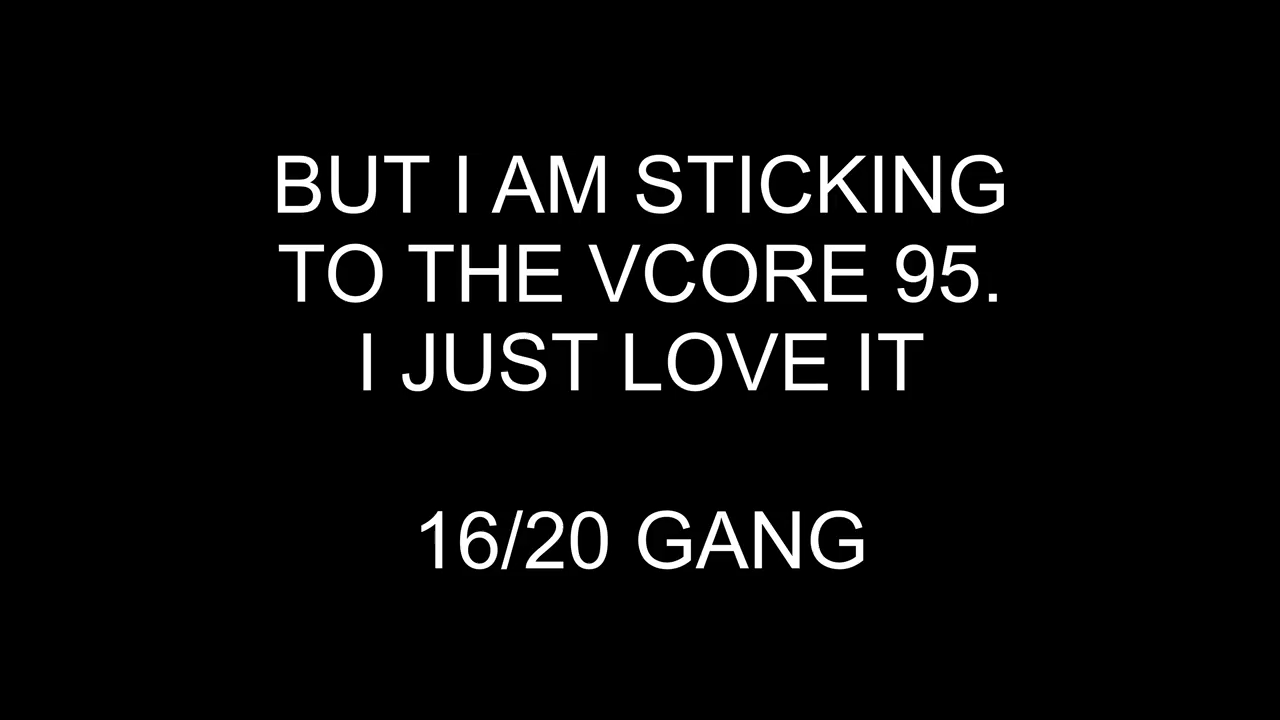 BUT I AM STICKING
TO THE VCORE 95.
I JUST LOVE IT
16/20 GANG